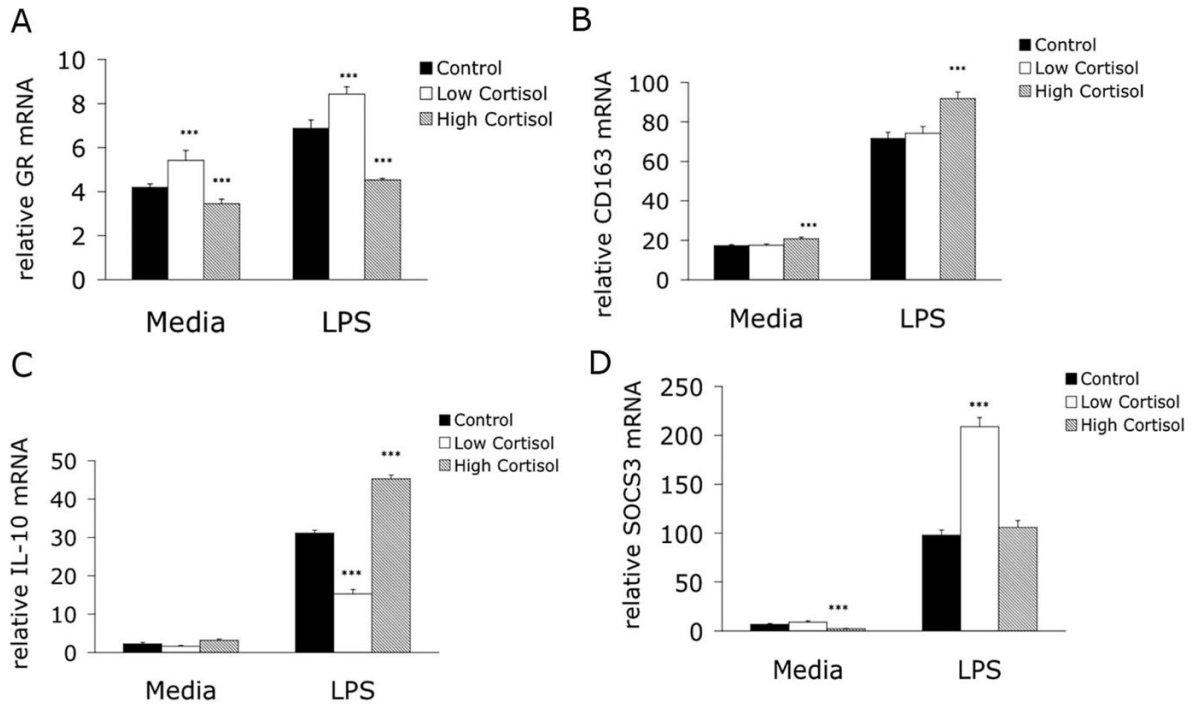 A
relative GR mRNA
10
8
6
4
2
0
***
***
***
***
Control
Low Cortisol
High Cortisol
Media
LPS
B
relative CD163 mRNA
100
80
60
40
20
0
***
***
Control
Low Cortisol
High Cortisol
Media
LPS
C
relative IL-10 mRNA
50
40
30
20
10
0
***
***
Control
Low Cortisol
High Cortisol
Media
LPS
D
relative SOCS3 mRNA
250
200
150
100
50
0
***
***
Control
Low Cortisol
High Cortisol
Media
LPS